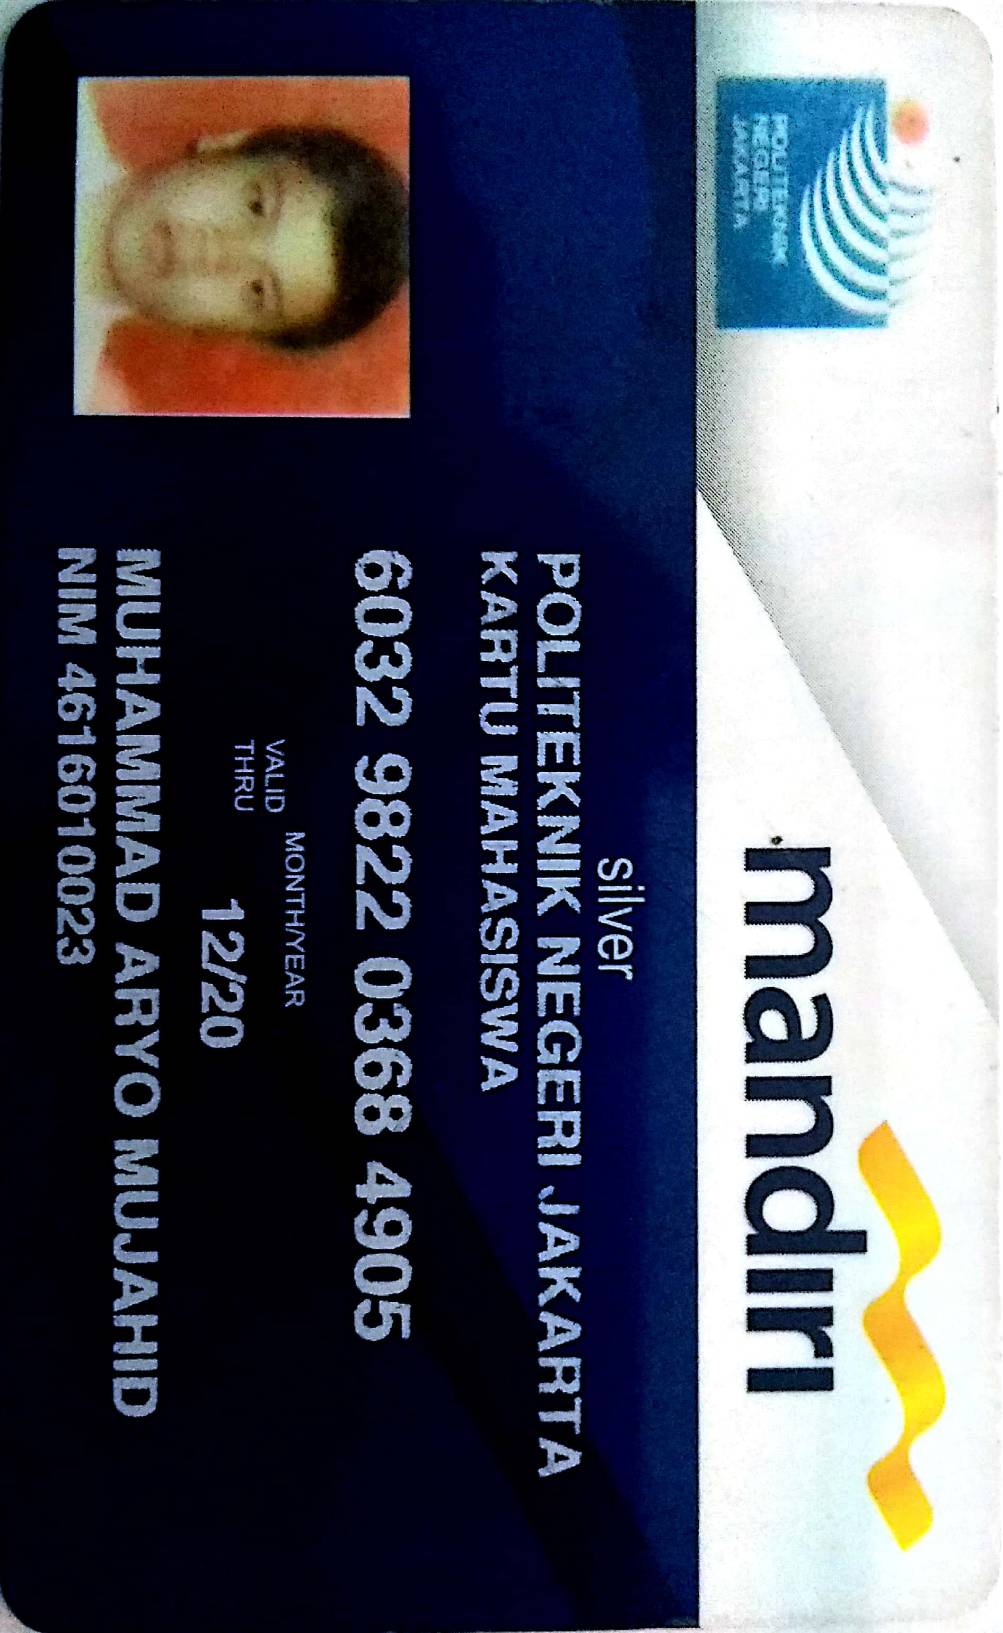 POLITEKNIK
NEGERI
JAKARTA
mandiri
silver
POLITEKNIK NEGERI JAKARTA
KARTU MAHASISWA
6032 9822 0368 4905
MONTH/YEAR
VALID
THRU
12/20
MUHAMMAD ARYO MUJAHID
NIM 4616010023